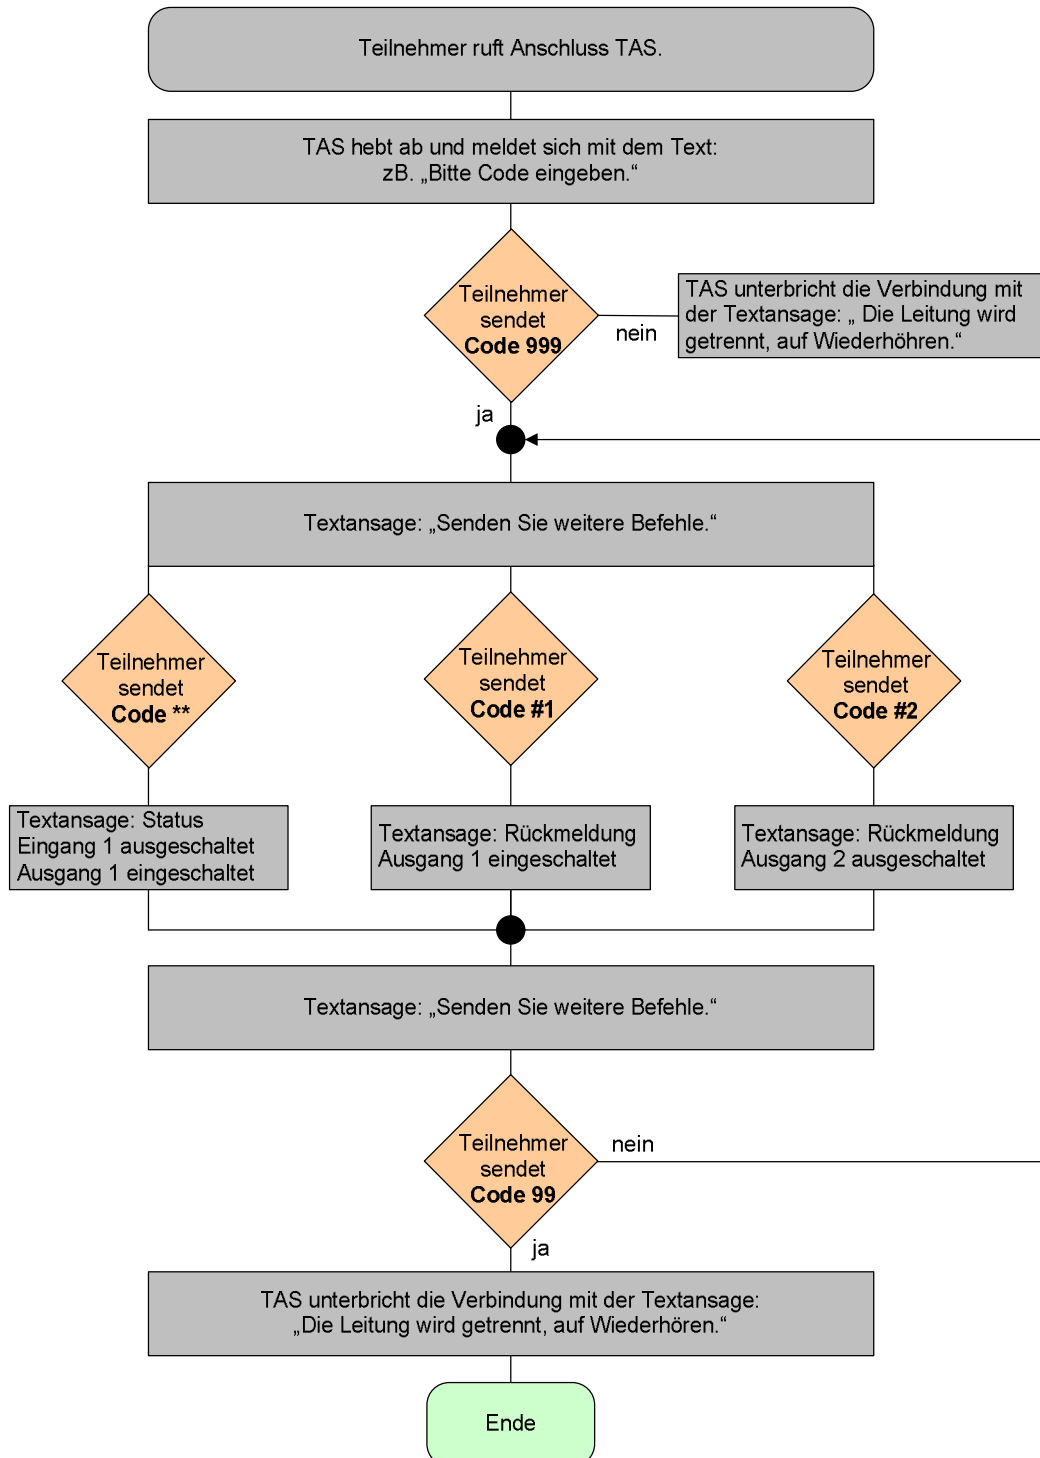 Teilnehmer ruft Anschluss TAS.
TAS hebt ab und meldet sich mit dem Text:
zB. „Bitte Code eingeben.“
Teilnehmer
sendet
Code 999
nein
TAS unterbricht die Verbindung mit
der Textansage: „ Die Leitung wird
getrennt, auf Wiederhöhren.“
ja
Textansage: „Senden Sie weitere Befehle.“
Teilnehmer
sendet
Code **
Teilnehmer
sendet
Code #1
Teilnehmer
sendet
Code #2
Textansage: Status
Eingang 1 ausgeschaltet
Ausgang 1 eingeschaltet
Textansage: Rückmeldung
Ausgang 1 eingeschaltet
Textansage: Rückmeldung
Ausgang 2 ausgeschaltet
Textansage: „Senden Sie weitere Befehle.“
Teilnehmer
sendet
Code 99
nein
ja
TAS unterbricht die Verbindung mit der Textansage:
„Die Leitung wird getrennt, auf Wiederhören.“
Ende